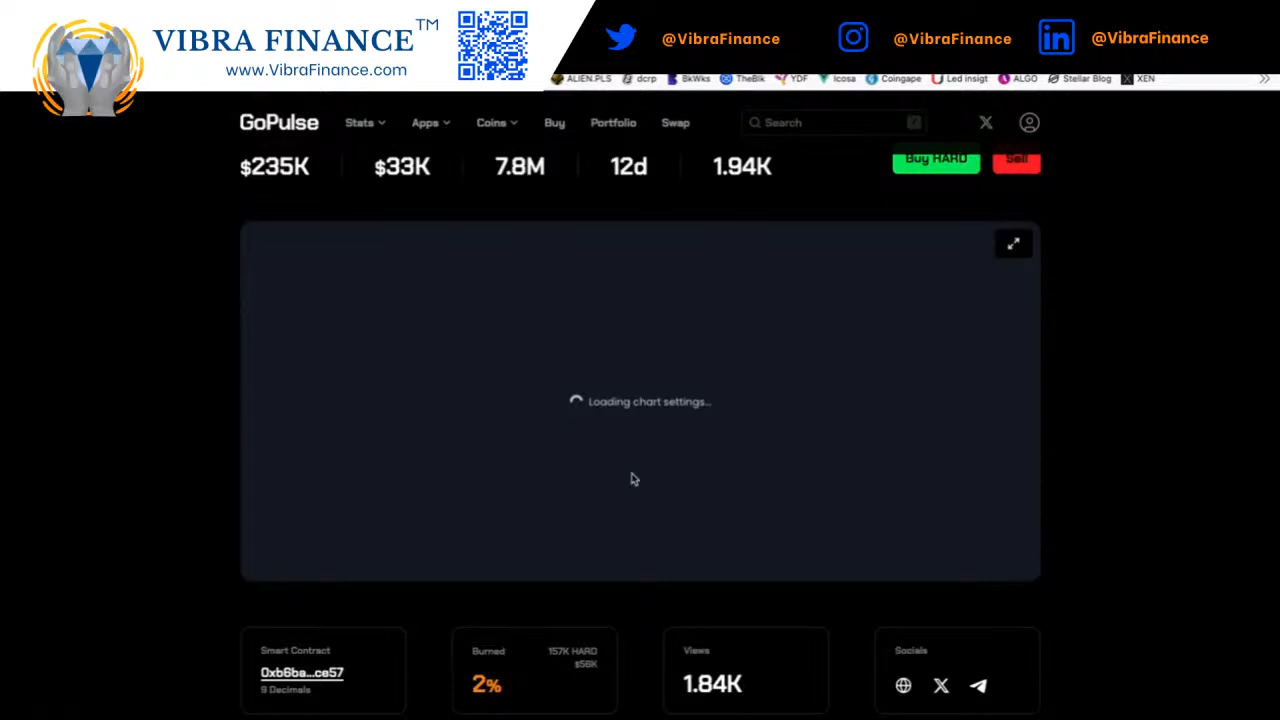 VIBRA FINANCE™
www.VibraFinance.com
@VibraFinance
@VibraFinance
@VibraFinance
ALIEN.PLS dcrp BkWks TheBlk YDF Icosa Coingape Led insigt ALGO Stellar Blog XEN
GoPulse Stats Apps Coins Buy Portfolio Swap Search /
$235K $33K 7.8M 12d 1.94K Buy HARD Sell
Loading chart settings...
Smart Contract
0xb6ba...ce57
9 Decimals
Burned 157K HARD
$56K
2%
Views
1.84K
Socials